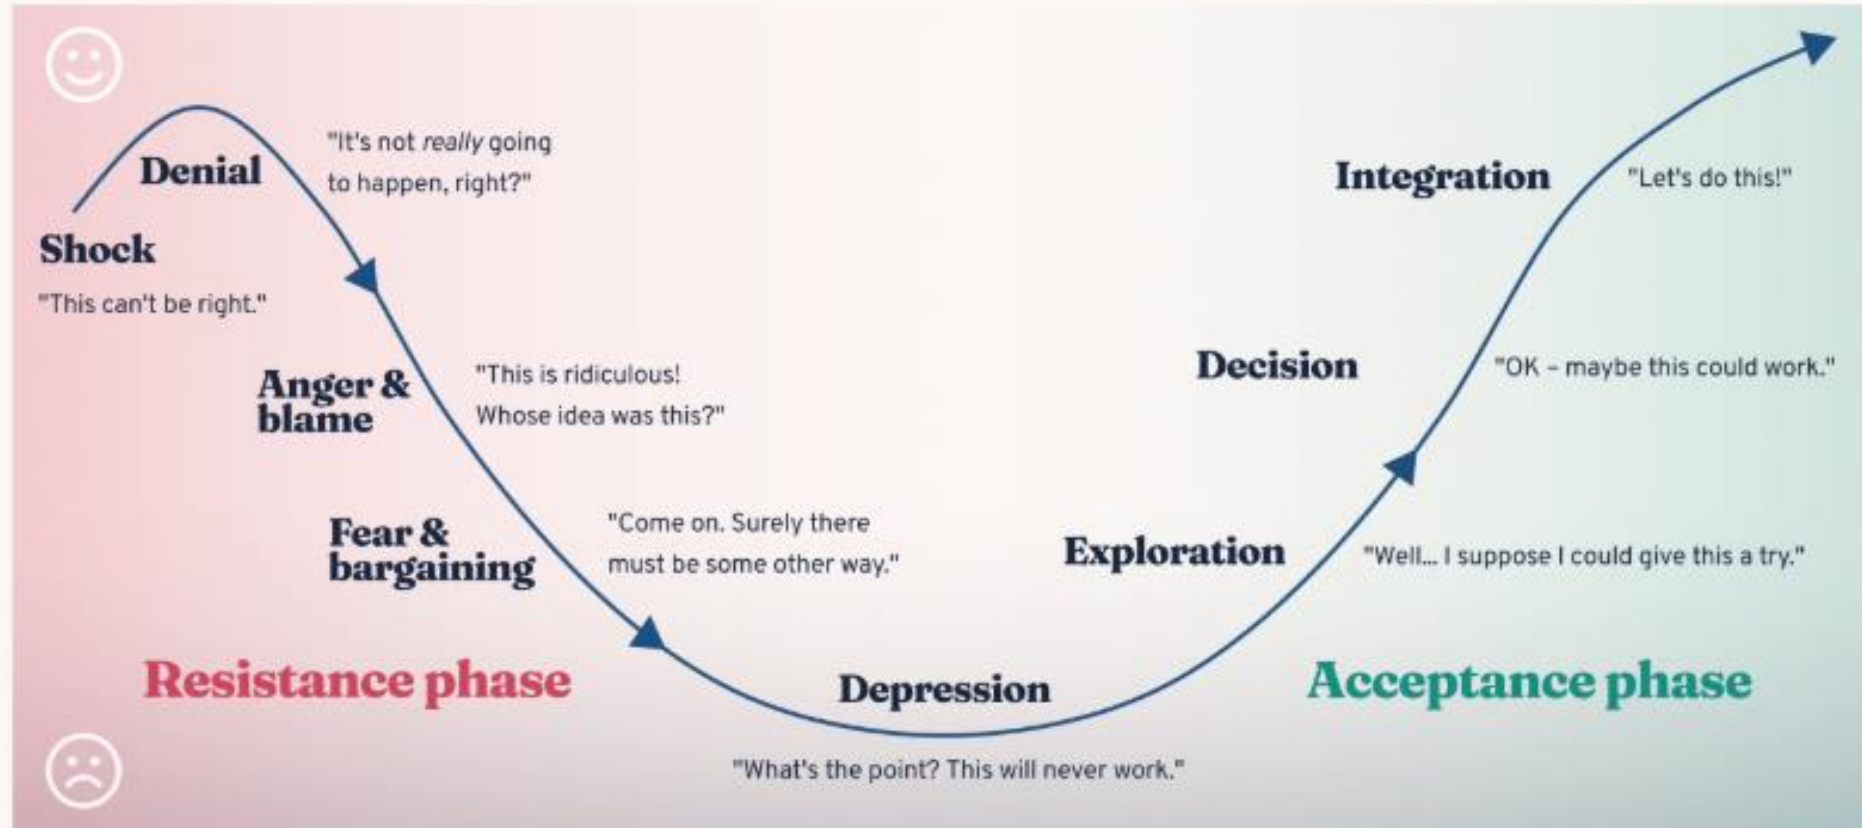 Shock
"This can't be right."
Denial
"It's not really going
to happen, right?"
Anger &
blame
"This is ridiculous!
Whose idea was this?"
Fear &
bargaining
"Come on. Surely there
must be some other way."
Resistance phase
Depression
"What's the point? This will never work."
Exploration
"Well... I suppose I could give this a try."
Decision
"OK – maybe this could work."
Integration
"Let's do this!"
Acceptance phase